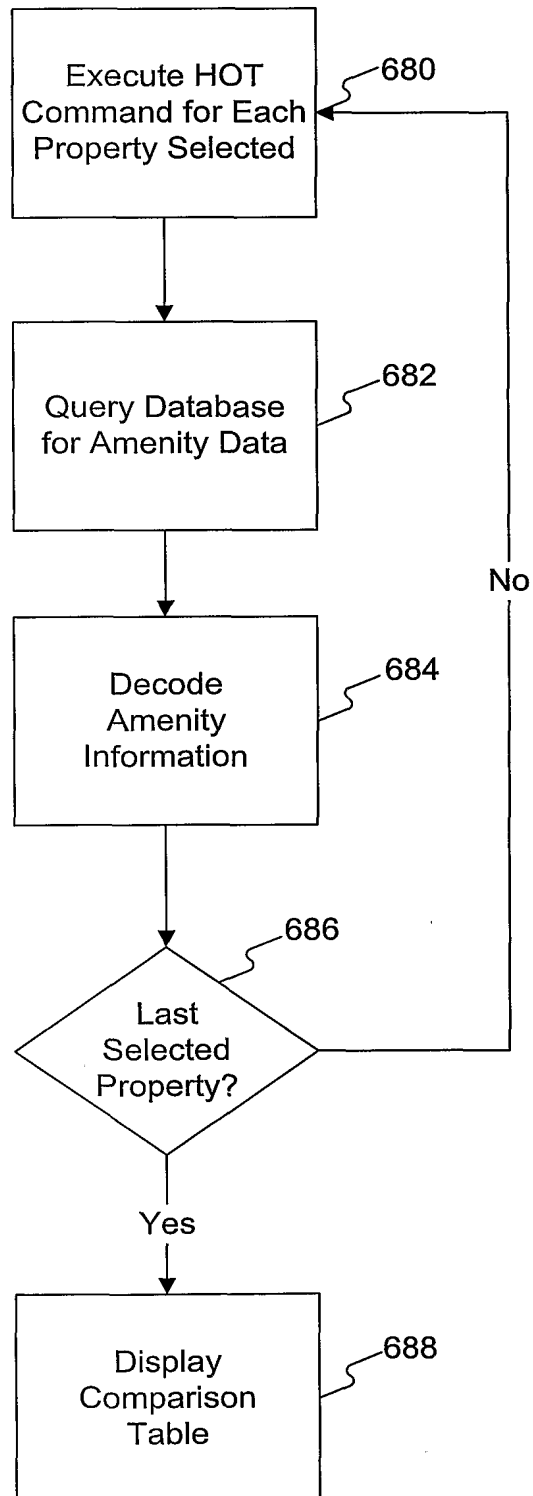 Execute HOT
Command for Each
Property Selected
680
Query Database
for Amenity Data
682
No
Decode
Amenity
Information
684
Last
Selected
Property?
686
Yes
Display
Comparison
Table
688